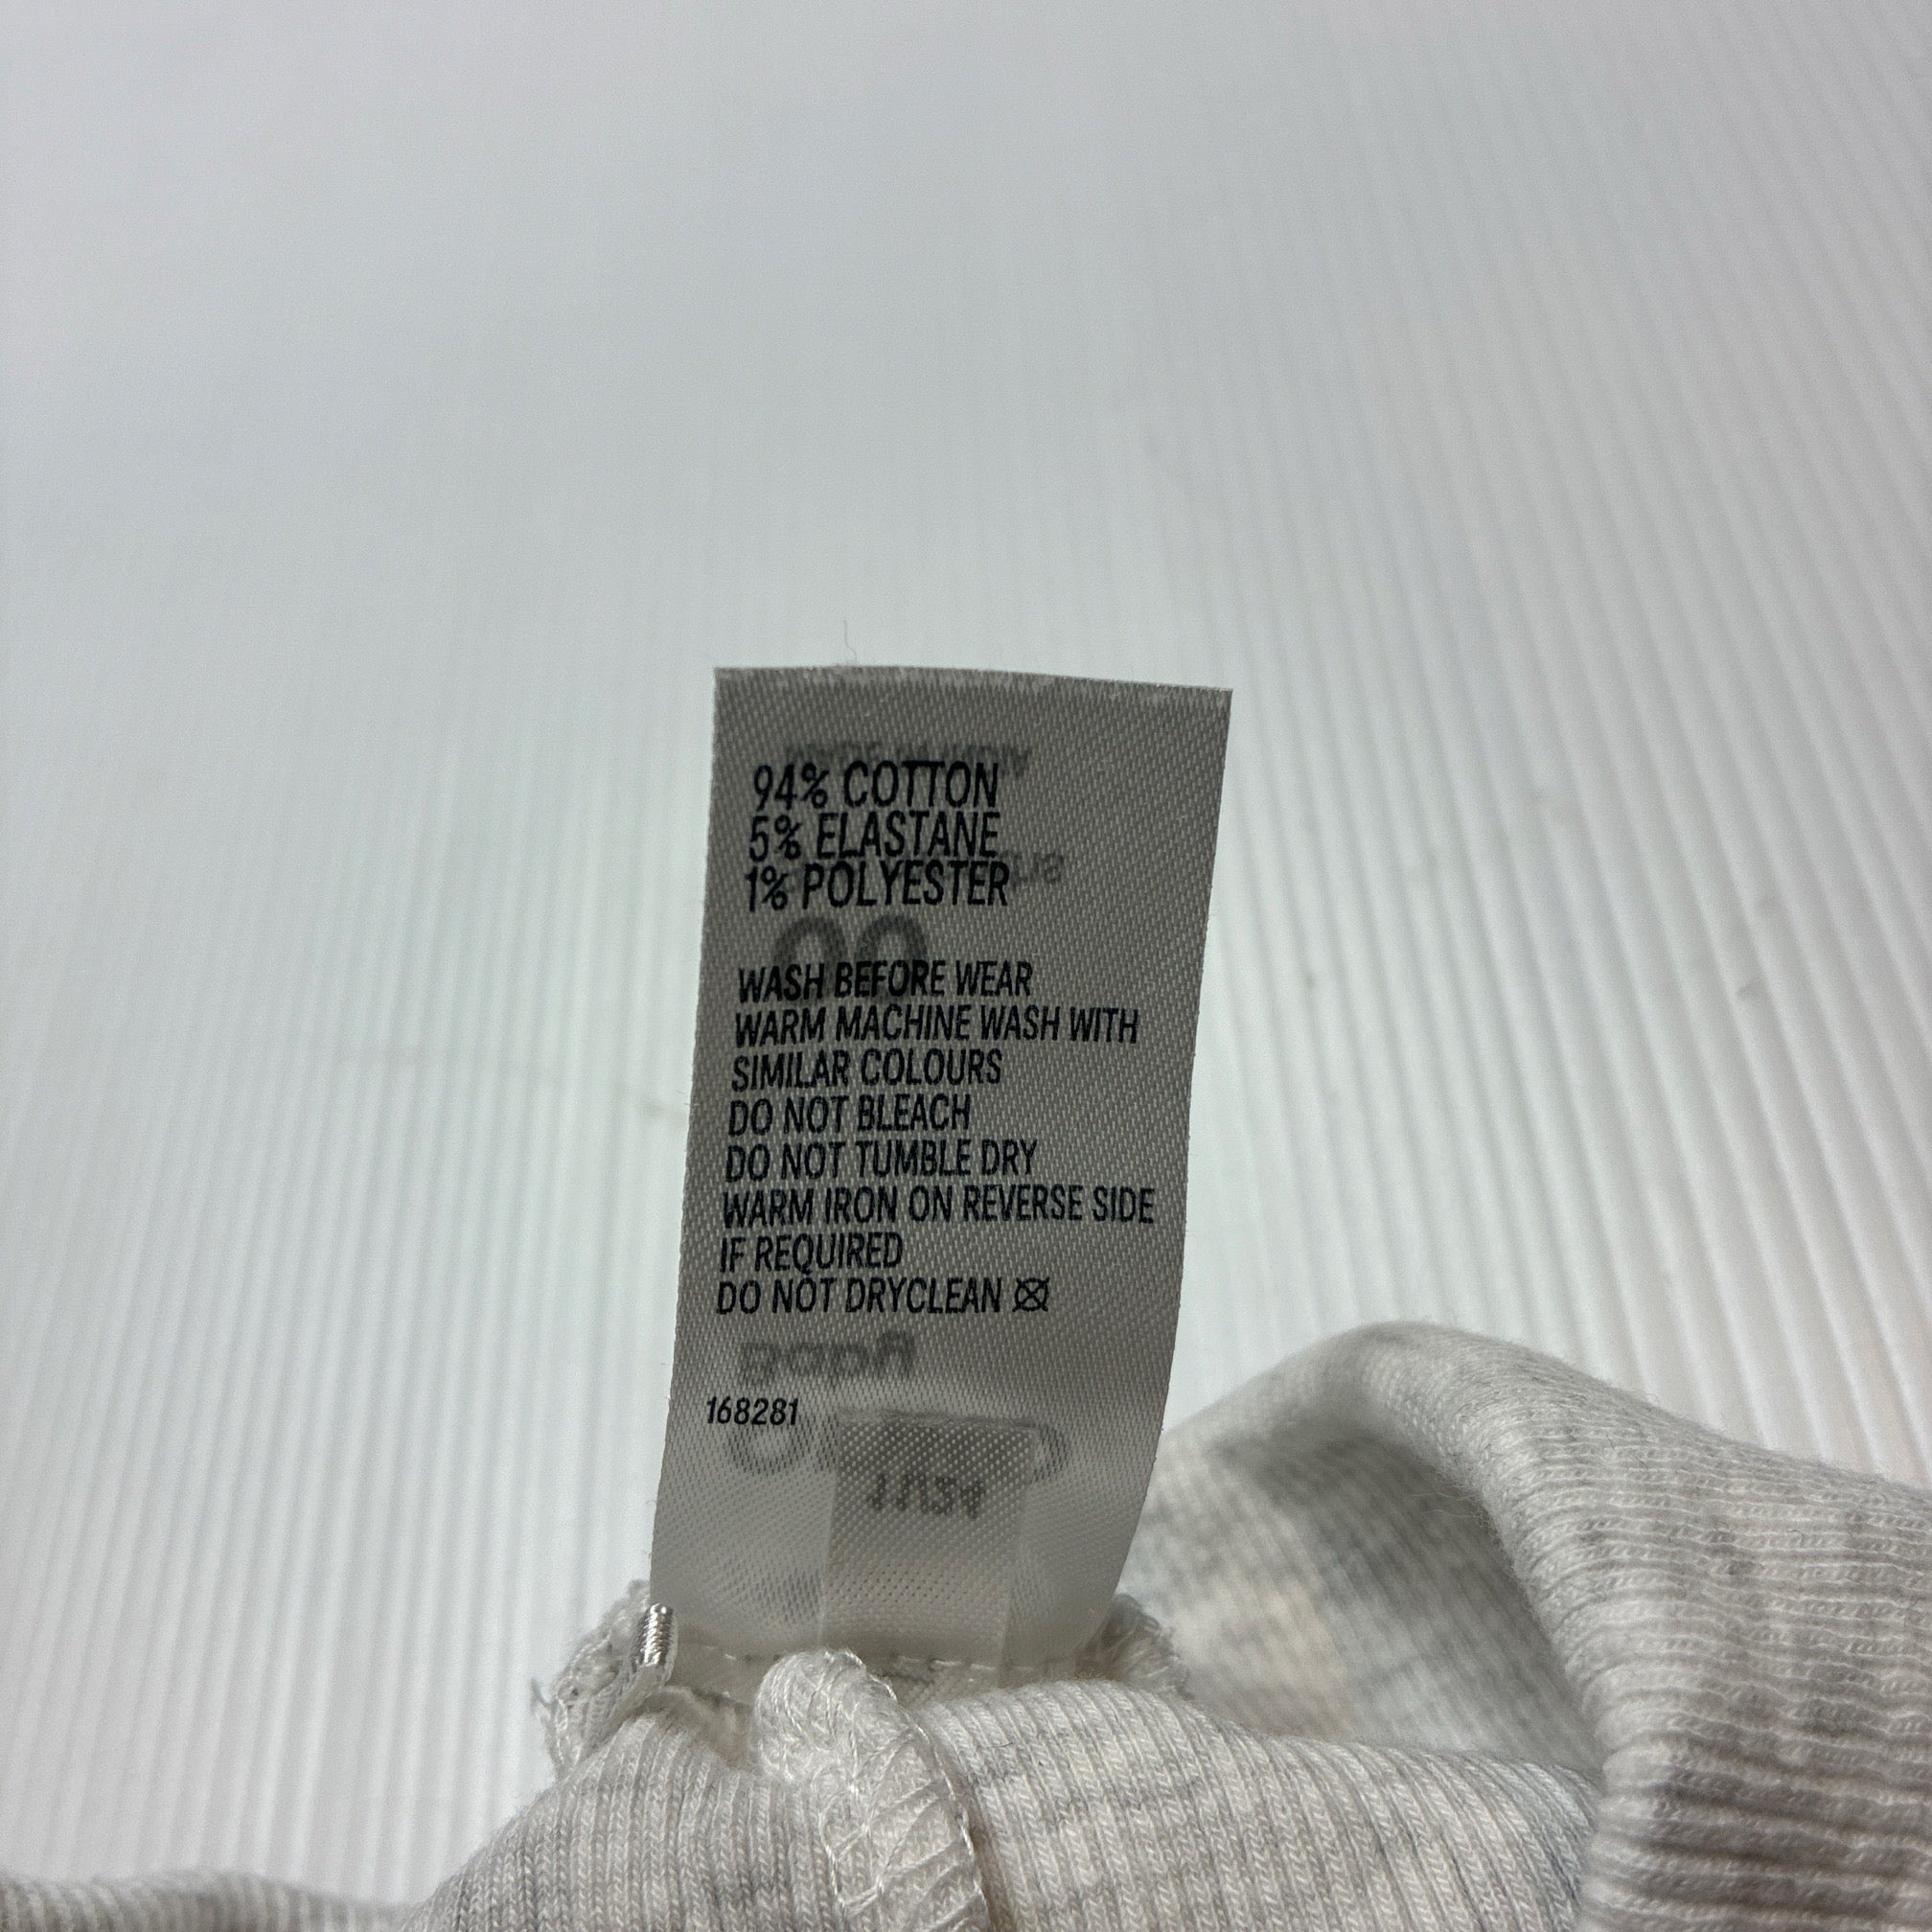 94% COTTON
5% ELASTANE
1% POLYESTER
WASH BEFORE WEAR
WARM MACHINE WASH WITH
SIMILAR COLOURS
DO NOT BLEACH
DO NOT TUMBLE DRY
WARM IRON ON REVERSE SIDE
IF REQUIRED
DO NOT DRYCLEAN
168281